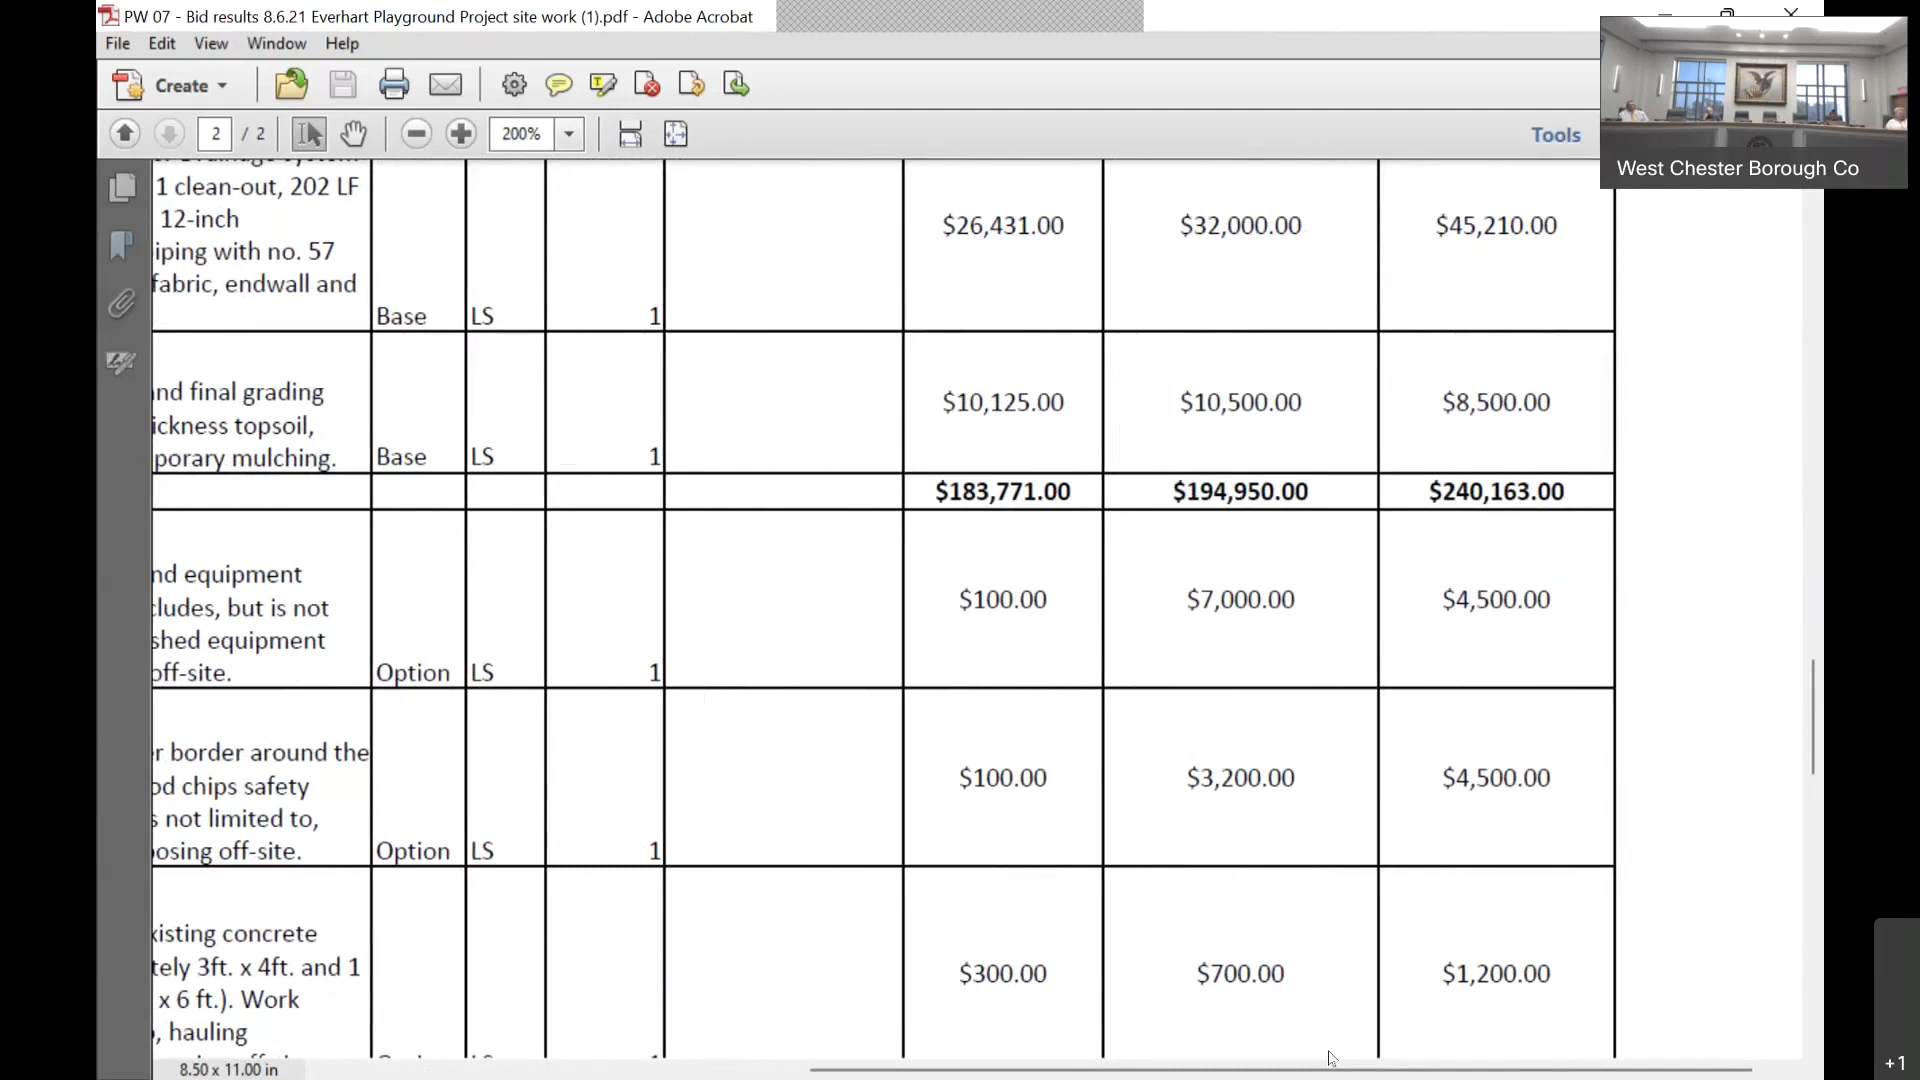 PW 07 - Bid results 8.6.21 Everhart Playground Project site work (1).pdf - Adobe Acrobat
File Edit View Window Help
Create
2 / 2 200% Tools
West Chester Borough Co
1 clean-out, 202 LF
12-inch
iping with no. 57
fabric, endwall and
Base LS 1
$26,431.00 $32,000.00 $45,210.00
nd final grading
ickness topsoil,
porary mulching. Base LS 1
$10,125.00 $10,500.00 $8,500.00
$183,771.00 $194,950.00 $240,163.00
nd equipment
cludes, but is not
shed equipment
off-site. Option LS 1
$100.00 $7,000.00 $4,500.00
r border around the
od chips safety
s not limited to,
posing off-site. Option LS 1
$100.00 $3,200.00 $4,500.00
xisting concrete
tely 3ft. x 4ft. and 1
x 6 ft.). Work
, hauling
$300.00 $700.00 $1,200.00
8.50 x 11.00 in
+1